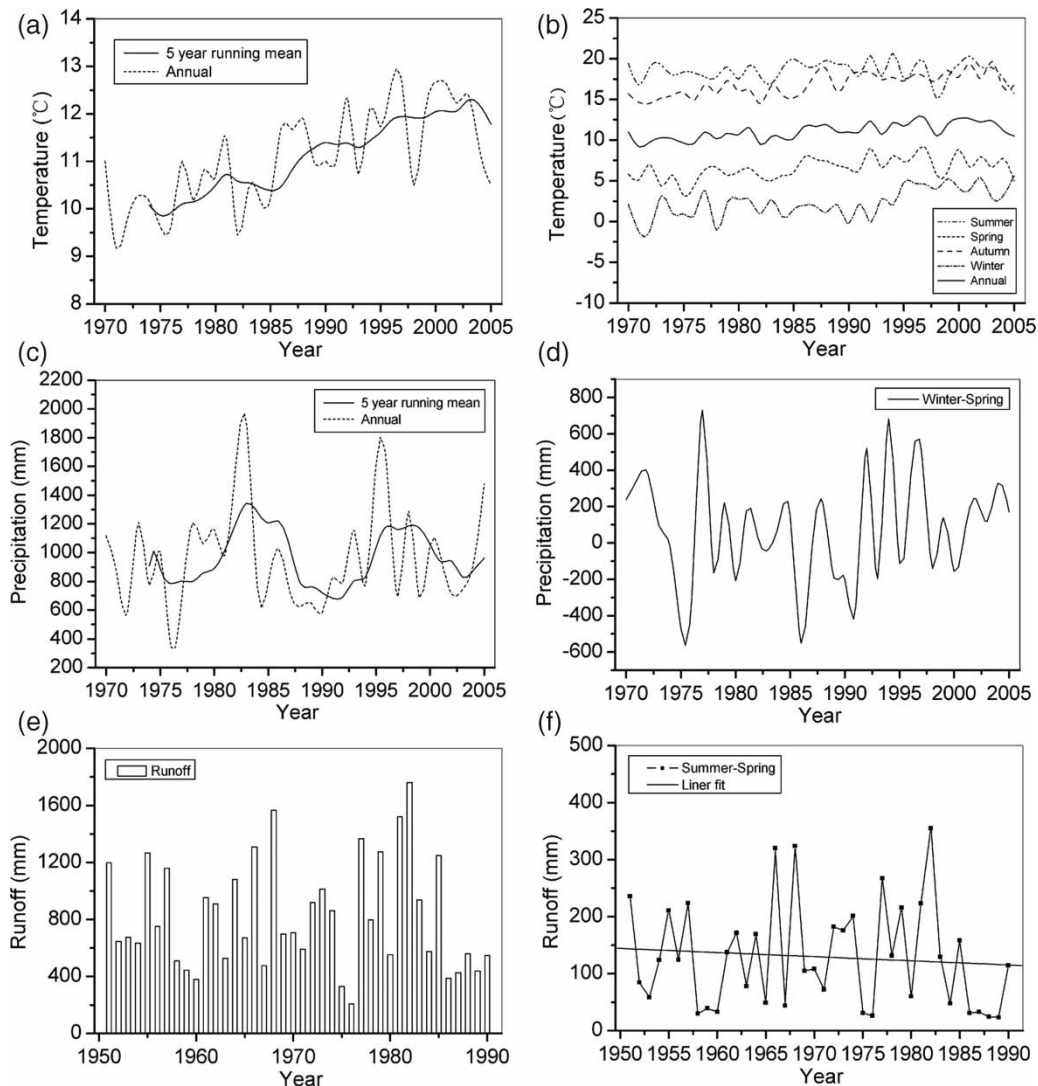 (a)
14
13
12
11
10
9
8
Temperature (℃)
5 year running mean
Annual
1970 1975 1980 1985 1990 1995 2000 2005
Year
(b)
25
20
15
10
5
0
-5
-10
Temperature (℃)
Summer
Spring
Autumn
Winter
Annual
1970 1975 1980 1985 1990 1995 2000 2005
Year
(c)
2200
2000
1800
1600
1400
1200
1000
800
600
400
200
Precipitation (mm)
5 year running mean
Annual
1970 1975 1980 1985 1990 1995 2000 2005
Year
(d)
800
600
400
200
0
-200
-400
-600
Precipitation (mm)
Winter-Spring
1970 1975 1980 1985 1990 1995 2000 2005
Year
(e)
2000
1600
1200
800
400
0
Runoff (mm)
Runoff
1950 1960 1970 1980 1990
Year
(f)
500
400
300
200
100
0
Runoff (mm)
Summer-Spring
Liner fit
1950 1955 1960 1965 1970 1975 1980 1985 1990
Year